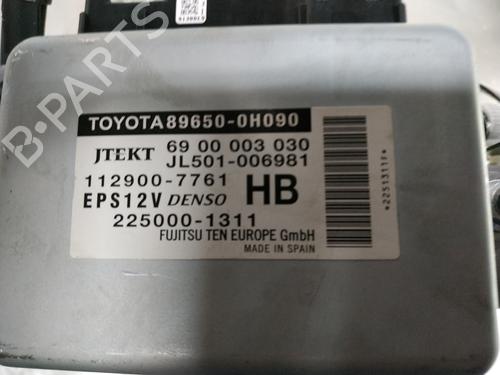 TOYOTA 89650-0H090
JTEKT 69 00 003 030
JL501-006981
112900-7761 HB
EPS12V DENSO
225000-1311
FUJITSU TEN EUROPE GmbH
MADE IN SPAIN
*2251311F*
B-PARTS